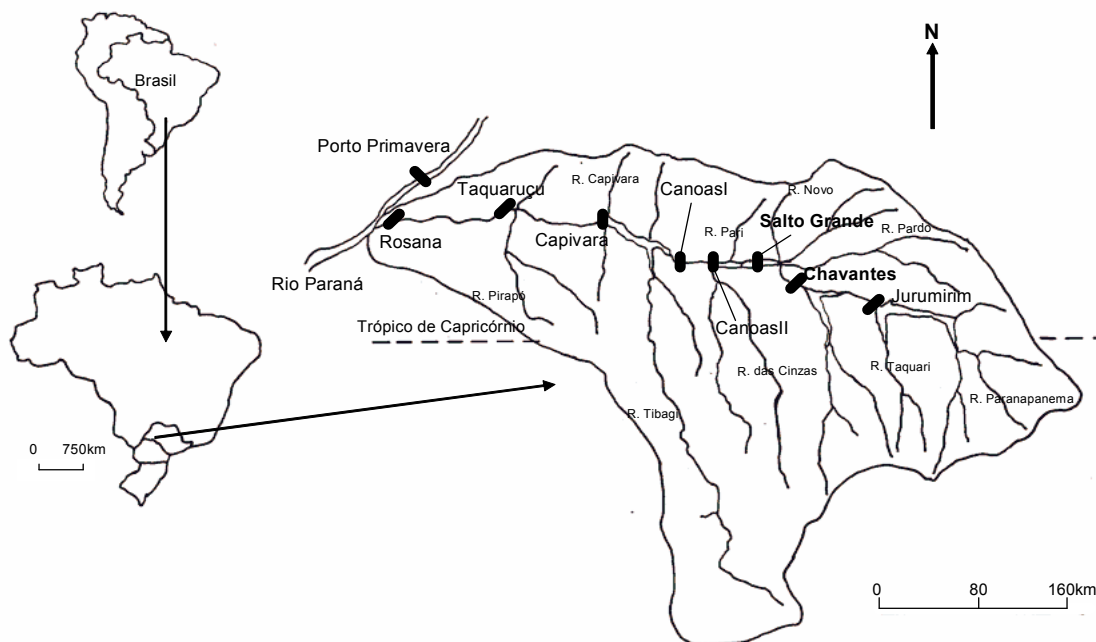 Brasil
N
Porto Primavera
Taquaruçu
R. Capivara
CanoasI
R. Novo
Salto Grande
R. Pari
R. Pardo
Rosana
Capivara
Chavantes
Rio Paraná
Jurumirim
R. Pirapó
CanoasII
Trópico de Capricórnio
R. das Cinzas
R. Taquari
R. Paranapanema
R. Tibagi
0 750km
0 80 160km